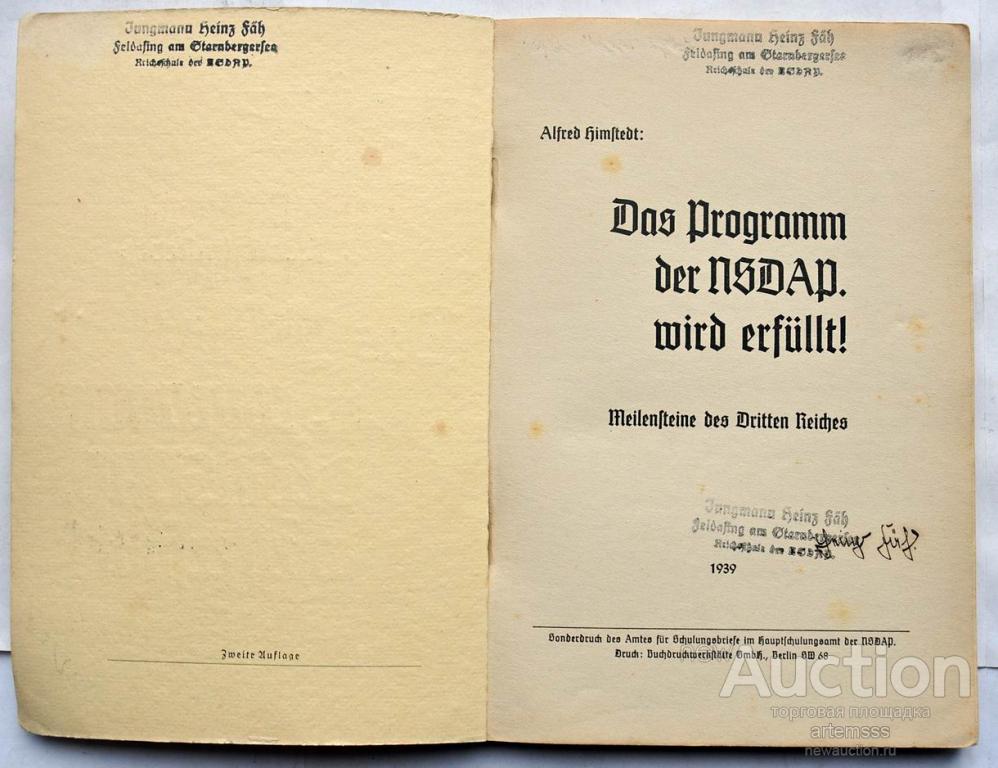 Jungmann Heinz Fäh
Feldafing am Starnbergersee
Reichsschule der NSDAP.
Zweite Auflage
Jungmann Heinz Fäh
Feldafing am Starnbergersee
Reichsschule der NSDAP.
Alfred Himstedt:
Das Programm
der NSDAP.
wird erfüllt!
Meilensteine des Dritten Reiches
Jungmann Heinz Fäh
Feldafing am Starnbergersee
Reichsschule der NSDAP.
Heinz Fäh.
1939
Sonderdruck des Amtes für Schulungsbriefe im Hauptschulungsamt der NSDAP.
Druck: Buchdruckwerkstätte GmbH., Berlin SW 68
Auction
торговая площадка
artemsss
newauction.ru